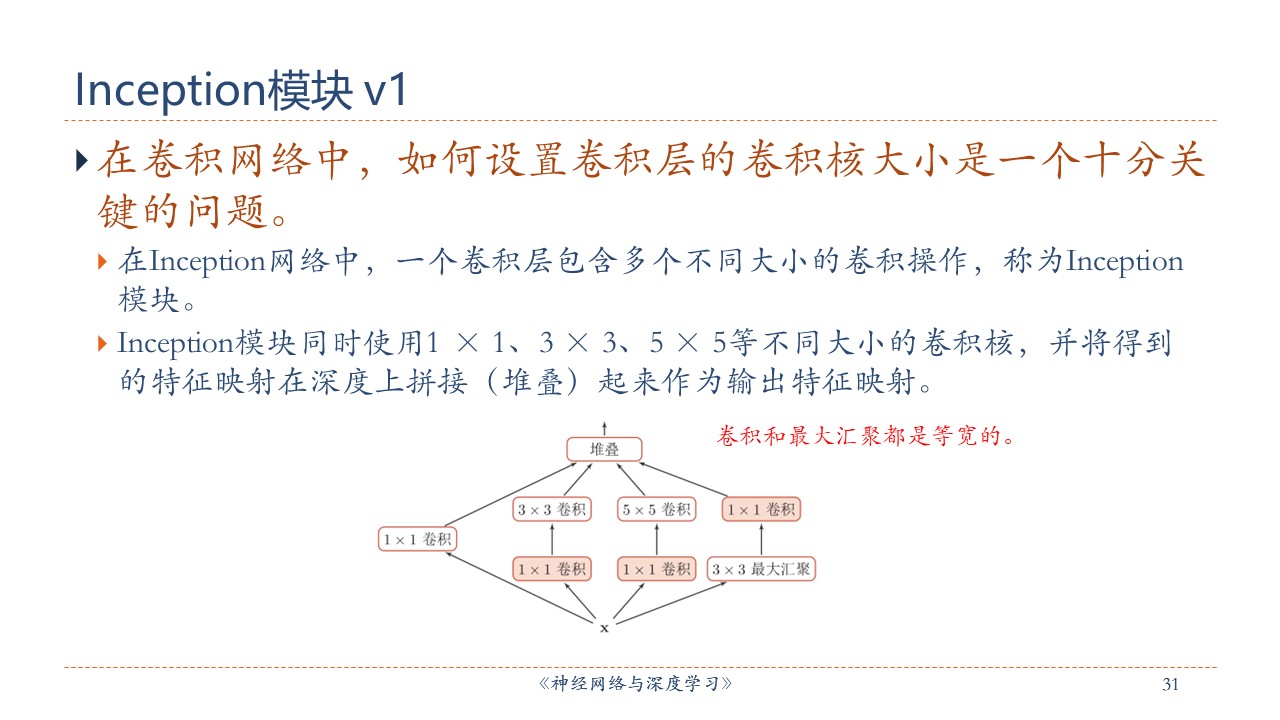 Inception模块 v1
在卷积网络中，如何设置卷积层的卷积核大小是一个十分关
键的问题。
在Inception网络中，一个卷积层包含多个不同大小的卷积操作，称为Inception
模块。
Inception模块同时使用1 × 1、3 × 3、5 × 5等不同大小的卷积核，并将得到
的特征映射在深度上拼接（堆叠）起来作为输出特征映射。
卷积和最大汇聚都是等宽的。
堆叠
3 × 3 卷积
5 × 5 卷积
1 × 1 卷积
1 × 1 卷积
1 × 1 卷积
1 × 1 卷积
3 × 3 最大汇聚
x
《神经网络与深度学习》
31